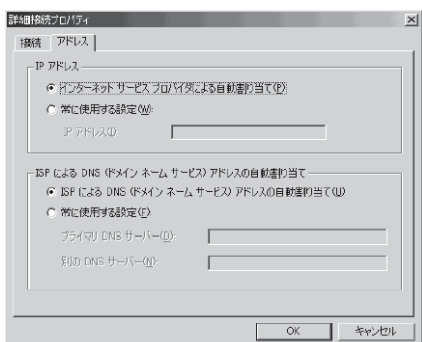 詳細接続プロパティ
接続 アドレス
IP アドレス
インターネット サービス プロバイダによる自動割り当て(P)
常に使用する設定(W):
IP アドレス(I):
ISP による DNS (ドメイン ネーム サービス) アドレスの自動割り当て
ISP による DNS (ドメイン ネーム サービス) アドレスの自動割り当て(U)
常に使用する設定(F)
プライマリ DNS サーバー(D):
別の DNS サーバー(N):
OK キャンセル